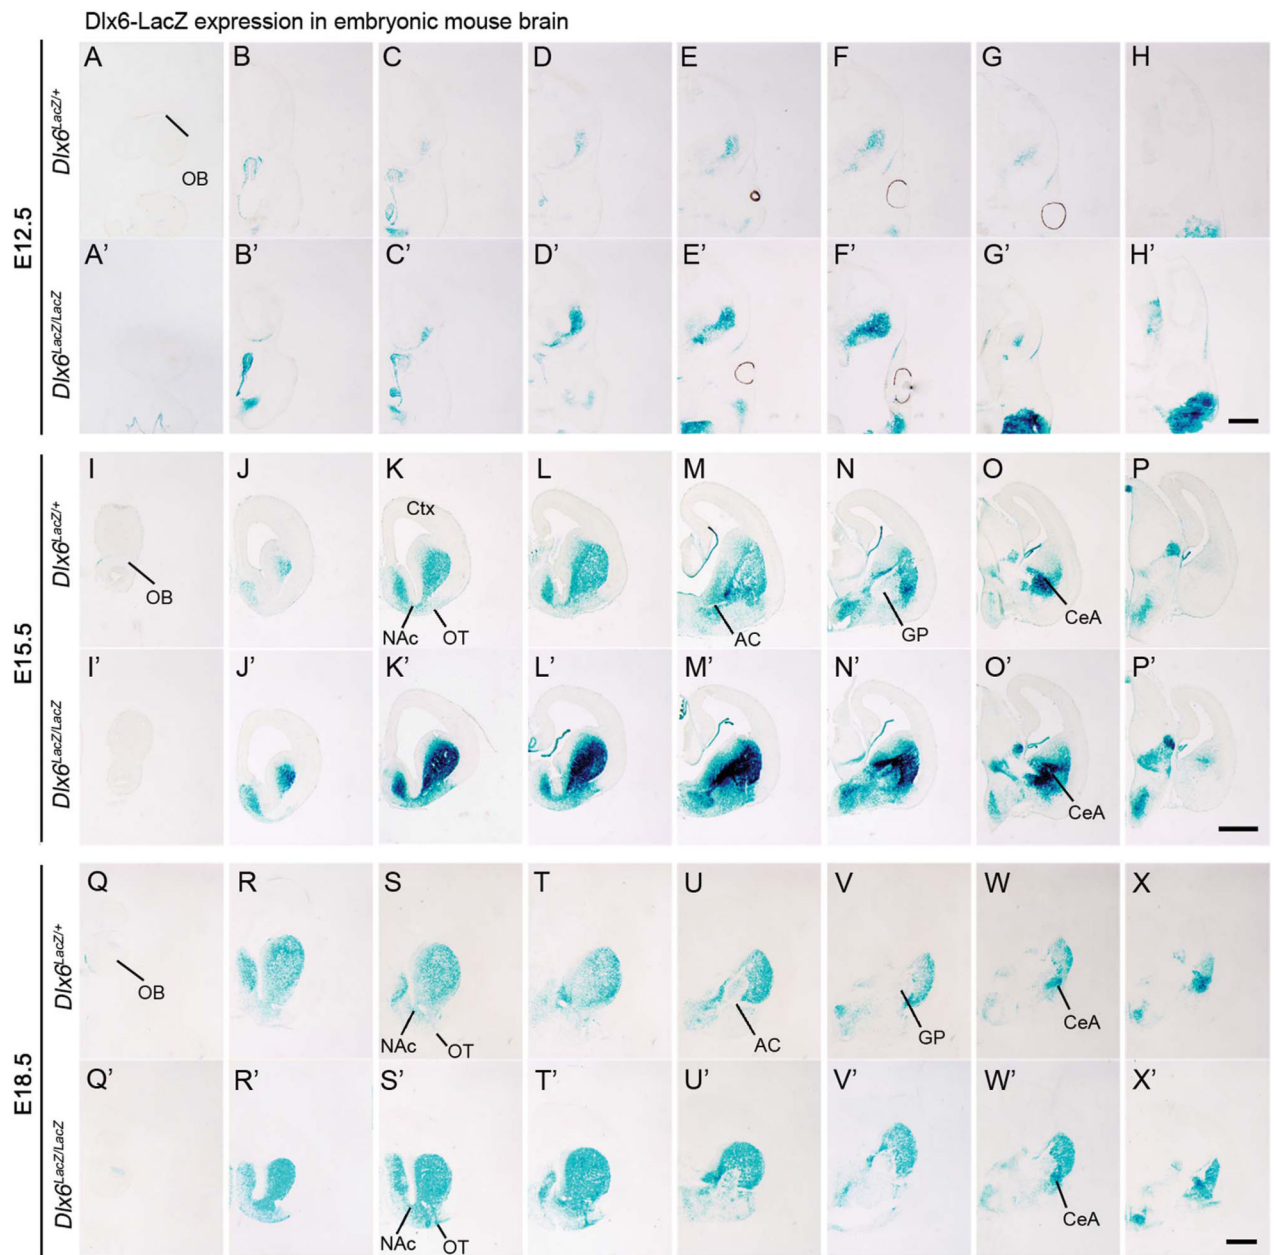 Dlx6-LacZ expression in embryonic mouse brain
E12.5
Dlx6LacZ/+
A B C D E F G H
OB
Dlx6LacZ/LacZ
A’ B’ C’ D’ E’ F’ G’ H’
E15.5
Dlx6LacZ/+
I J K L M N O P
Ctx
OB
NAc OT AC GP CeA
Dlx6LacZ/LacZ
I’ J’ K’ L’ M’ N’ O’ P’
CeA
E18.5
Dlx6LacZ/+
Q R S T U V W X
OB
NAc OT AC GP CeA
Dlx6LacZ/LacZ
Q’ R’ S’ T’ U’ V’ W’ X’
NAc OT CeA